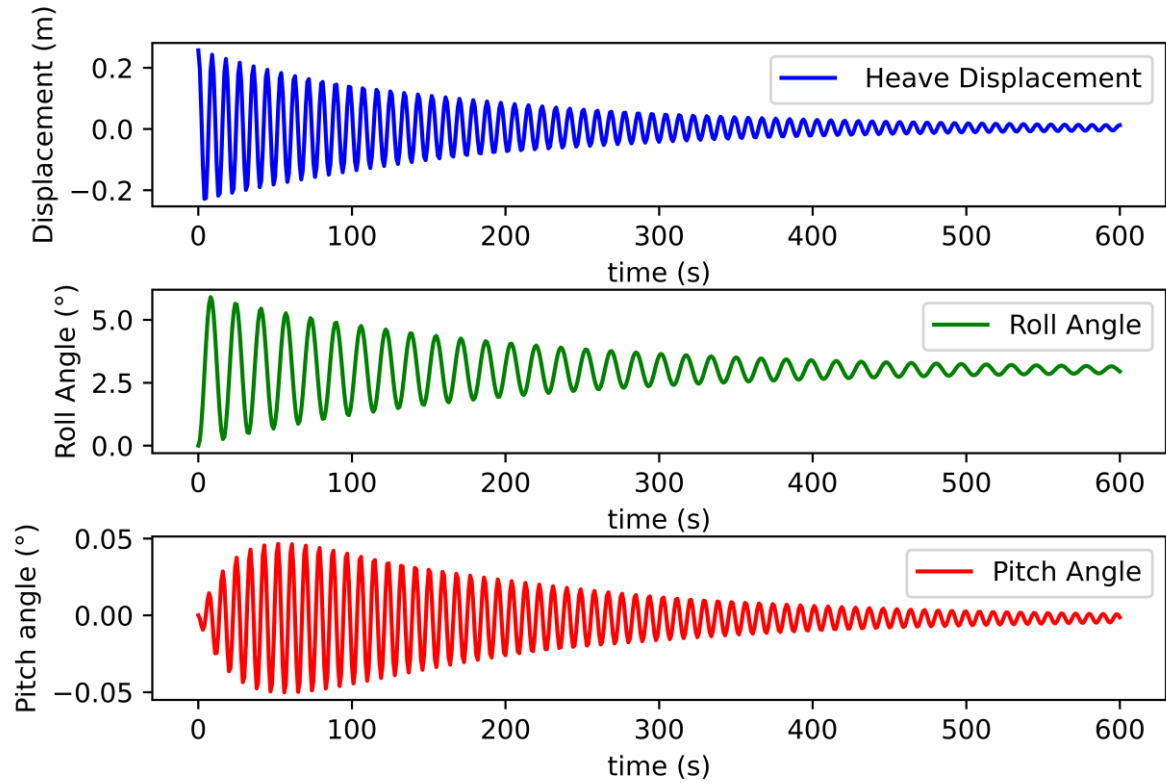 Displacement (m)
0.2
0.0
−0.2
Heave Displacement
0 100 200 300 400 500 600
time (s)
Roll Angle (°)
5.0
2.5
0.0
Roll Angle
0 100 200 300 400 500 600
time (s)
Pitch angle (°)
0.05
0.00
−0.05
Pitch Angle
0 100 200 300 400 500 600
time (s)